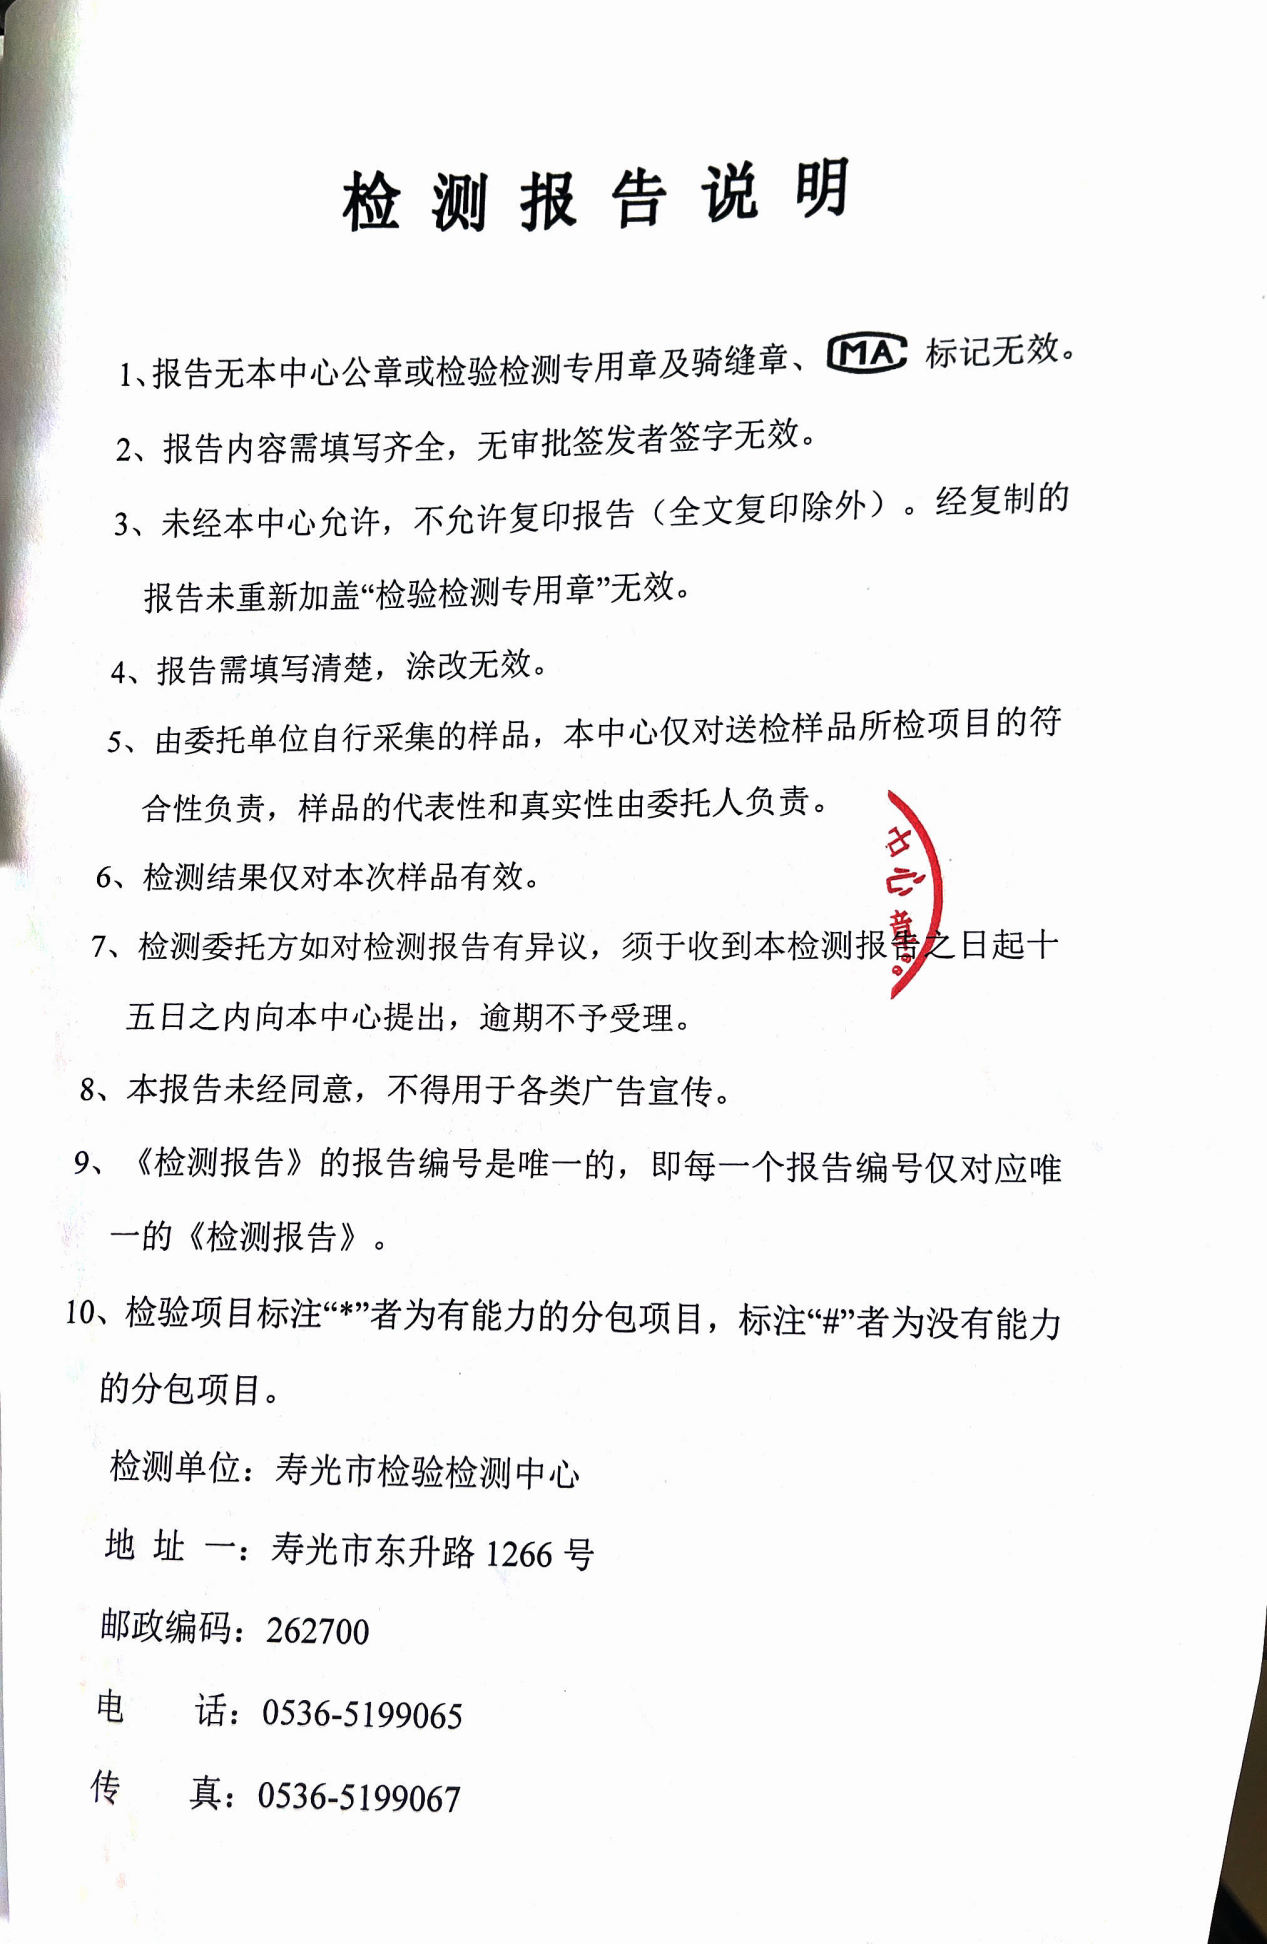 检测报告说明
1、报告无本中心公章或检验检测专用章及骑缝章、CMA 标记无效。
2、报告内容需填写齐全，无审批签发者签字无效。
3、未经本中心允许，不允许复印报告（全文复印除外）。经复制的
报告未重新加盖“检验检测专用章”无效。
4、报告需填写清楚，涂改无效。
5、由委托单位自行采集的样品，本中心仅对送检样品所检项目的符
合性负责，样品的代表性和真实性由委托人负责。
6、检测结果仅对本次样品有效。
7、检测委托方如对检测报告有异议，须于收到本检测报告之日起十
五日之内向本中心提出，逾期不予受理。
8、本报告未经同意，不得用于各类广告宣传。
9、《检测报告》的报告编号是唯一的，即每一个报告编号仅对应唯
一的《检测报告》。
10、检验项目标注“*”者为有能力的分包项目，标注“#”者为没有能力
的分包项目。
检测单位：寿光市检验检测中心
地 址 一：寿光市东升路 1266 号
邮政编码：262700
电 话：0536-5199065
传 真：0536-5199067
心
章